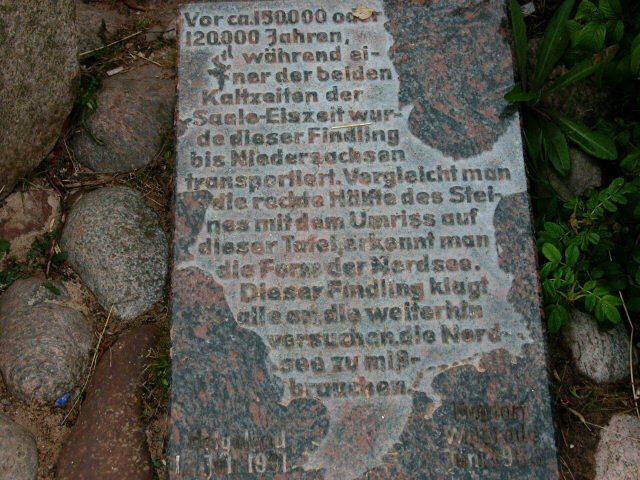 Vor ca.150.000 oder
120.000 Jahren,
während ei-
ner der beiden
Kaltzeiten der
Saale-Eiszeit wur-
de dieser Findling
bis Niedersachsen
transportiert. Vergleicht man
die rechte Hälfte des Stei-
nes mit dem Umriss auf
dieser Tafel, erkennt man
die Form der Nordsee.
Dieser Findling klagt
alle an, die weiterhin
versuchen, die Nord-
see zu miß-
brauchen.